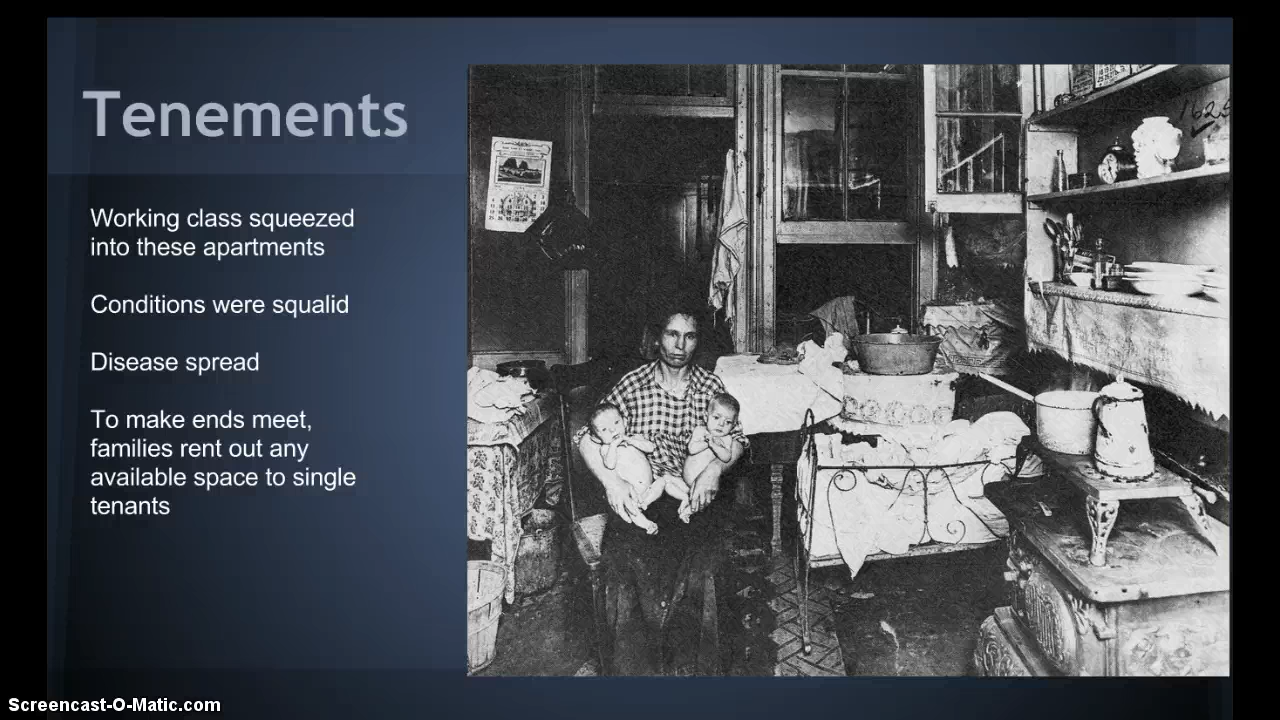 Tenements
Working class squeezed
into these apartments
Conditions were squalid
Disease spread
To make ends meet,
families rent out any
available space to single
tenants
Screencast-O-Matic.com